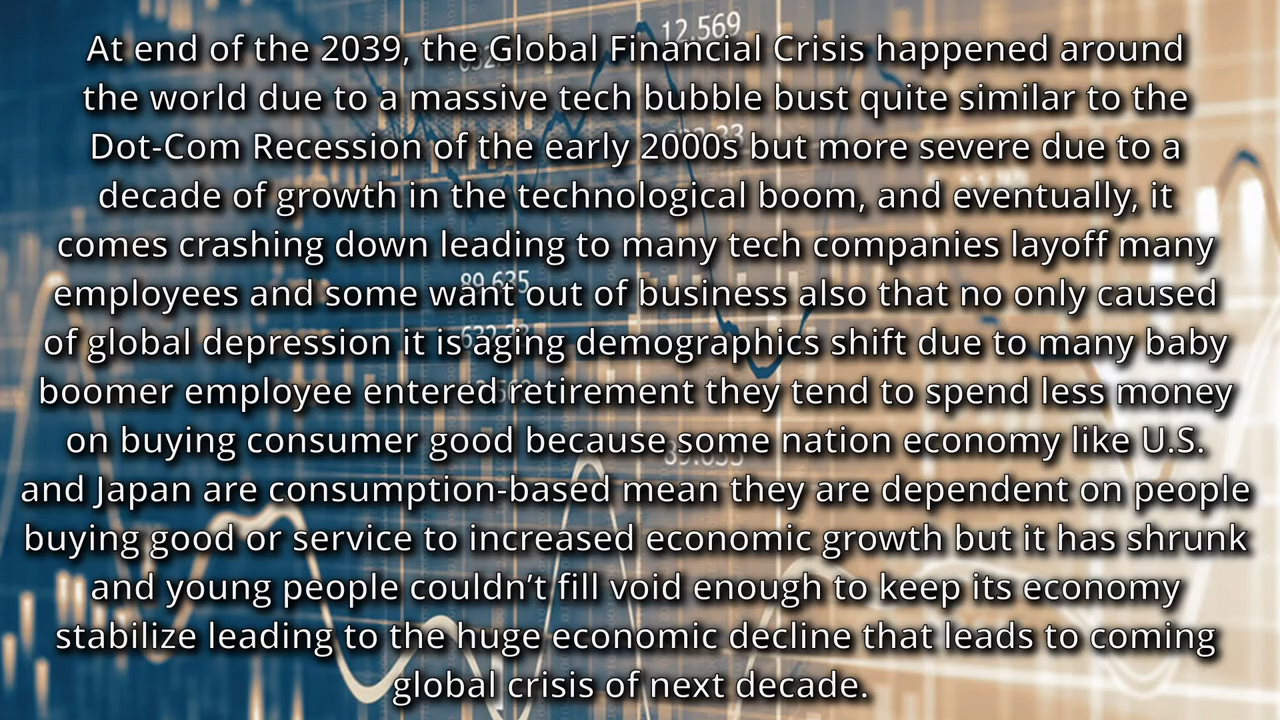 At end of the 2039, the Global Financial Crisis happened around
the world due to a massive tech bubble bust quite similar to the
Dot-Com Recession of the early 2000s but more severe due to a
decade of growth in the technological boom, and eventually, it
comes crashing down leading to many tech companies layoff many
employees and some want out of business also that no only caused
of global depression it is aging demographics shift due to many baby
boomer employee entered retirement they tend to spend less money
on buying consumer good because some nation economy like U.S.
and Japan are consumption-based mean they are dependent on people
buying good or service to increased economic growth but it has shrunk
and young people couldn't fill void enough to keep its economy
stabilize leading to the huge economic decline that leads to coming
global crisis of next decade.
12.569
89.635